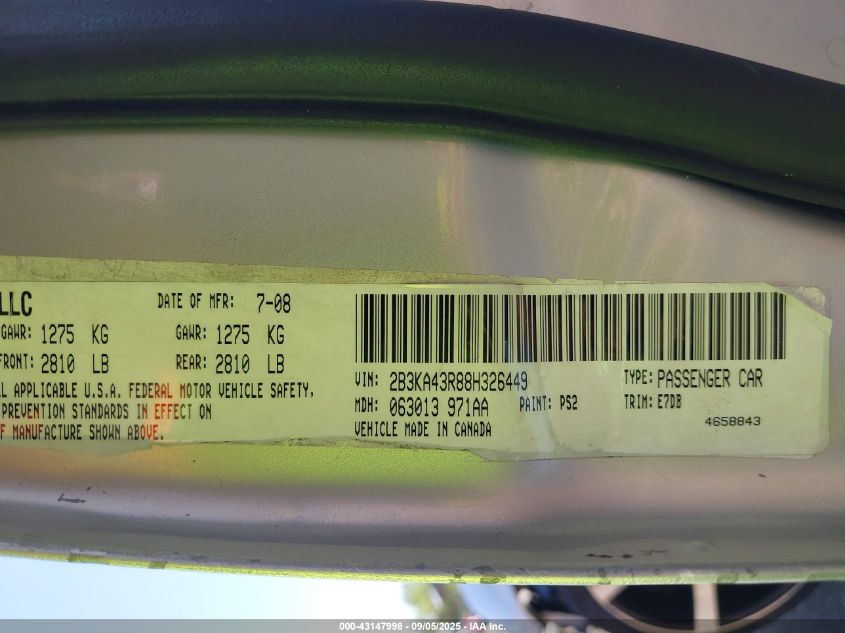 LLC DATE OF MFR: 7-08
GAWR: 1275 KG GAWR: 1275 KG
FRONT: 2810 LB REAR: 2810 LB
APPLICABLE U.S.A. FEDERAL MOTOR VEHICLE SAFETY,
PREVENTION STANDARDS IN EFFECT ON
MANUFACTURE SHOWN ABOVE.
VIN: 2B3KA43R88H326449 TYPE: PASSENGER CAR
MDH: 063013 971AA PAINT: PS2 TRIM: E7DB
VEHICLE MADE IN CANADA 4658843
000-43147998 - 09/05/2025 - IAA Inc.